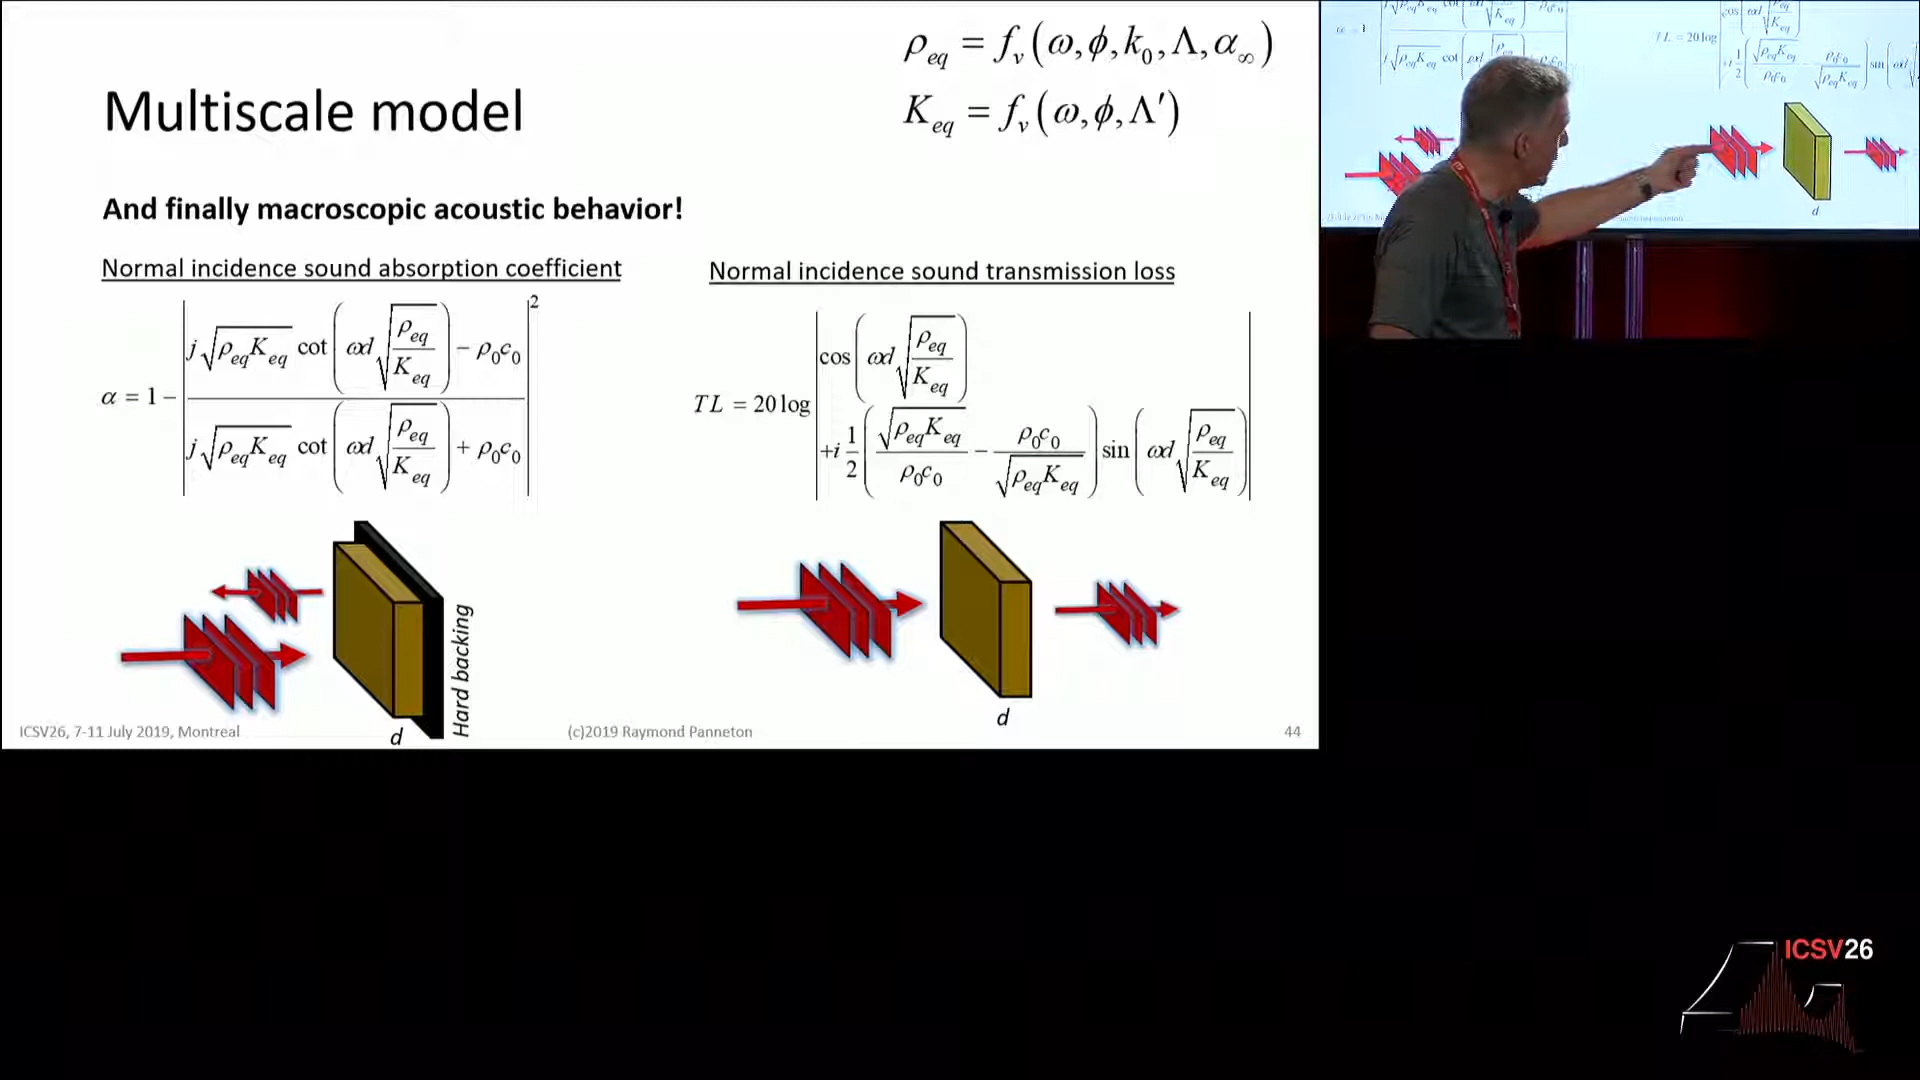 Multiscale model
ρ_eq = f_v(ω, ϕ, k_0, Λ, α_∞)
K_eq = f_v(ω, ϕ, Λ′)
And finally macroscopic acoustic behavior!
Normal incidence sound absorption coefficient
α = 1 − | (j√(ρ_eq K_eq) cot(ωd√(ρ_eq/K_eq)) − ρ_0c_0) / (j√(ρ_eq K_eq) cot(ωd√(ρ_eq/K_eq)) + ρ_0c_0) |^2
Normal incidence sound transmission loss
TL = 20 log | cos(ωd√(ρ_eq/K_eq))
+i 1/2 (√(ρ_eq K_eq)/(ρ_0c_0) − ρ_0c_0/√(ρ_eq K_eq)) sin(ωd√(ρ_eq/K_eq)) |
Hard backing
d
d
ICSV26, 7-11 July 2019, Montreal
(c)2019 Raymond Panneton
44
TL = 20 log
d
ICSV26